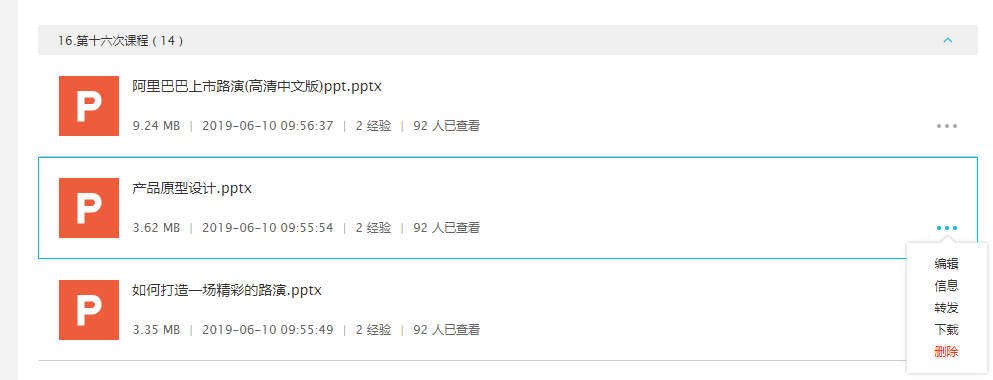 16.第十六次课程 ( 14 )
P
阿里巴巴上市路演(高清中文版)ppt.pptx
9.24 MB | 2019-06-10 09:56:37 | 2 经验 | 92 人已查看
P
产品原型设计.pptx
3.62 MB | 2019-06-10 09:55:54 | 2 经验 | 92 人已查看
编辑
信息
转发
下载
删除
P
如何打造一场精彩的路演.pptx
3.35 MB | 2019-06-10 09:55:49 | 2 经验 | 92 人已查看